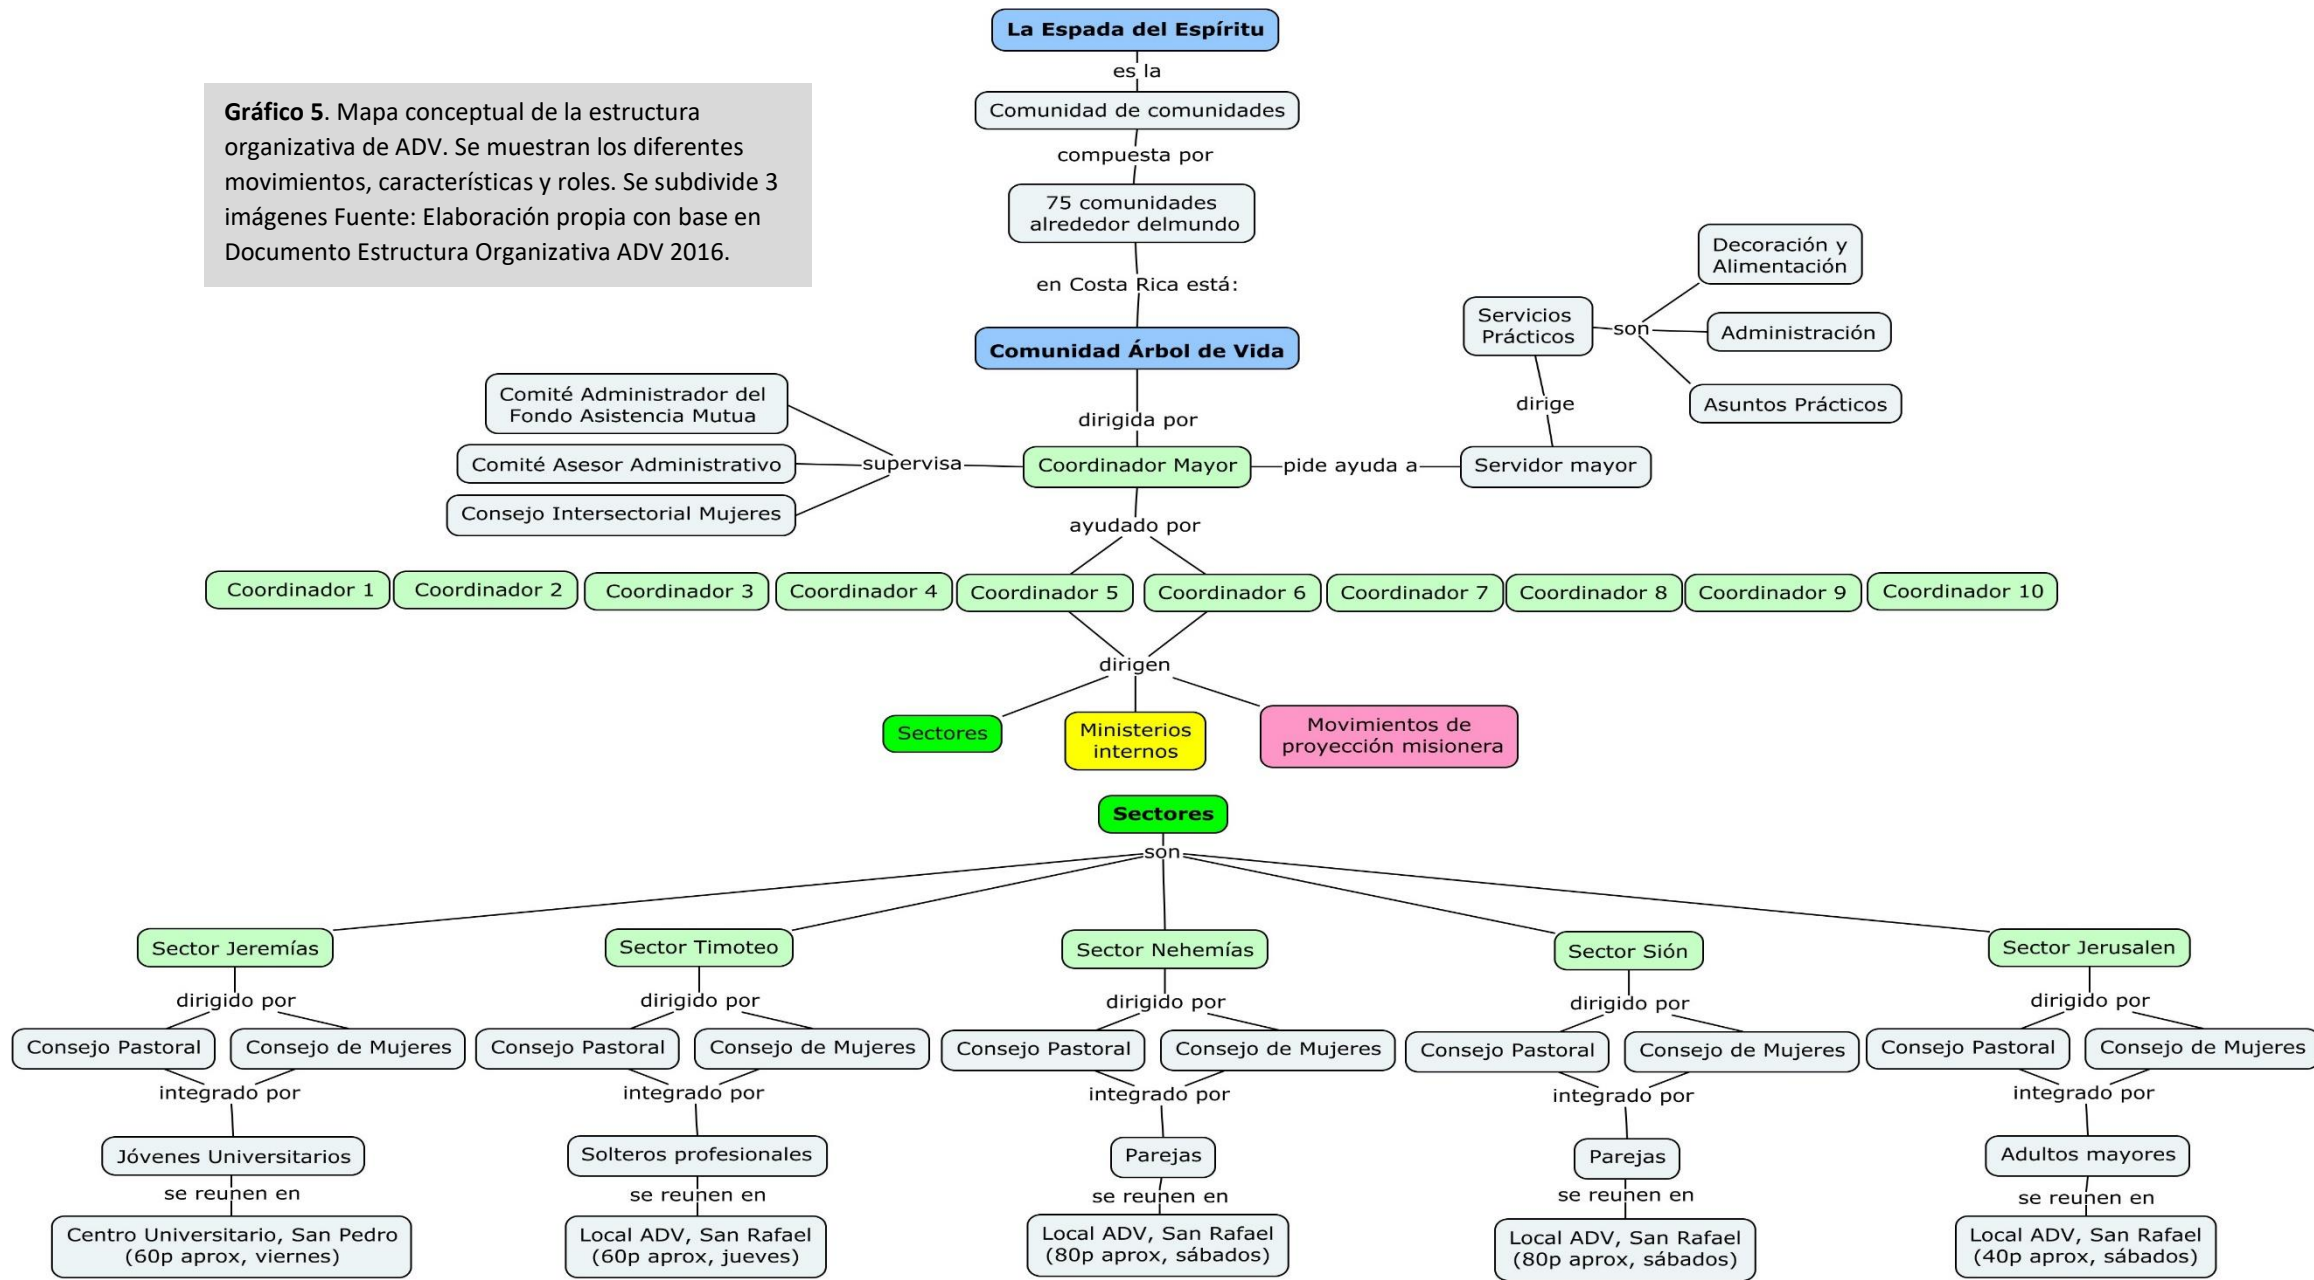 La Espada del Espíritu
es la
Comunidad de comunidades
compuesta por
75 comunidades
alrededor delmundo
en Costa Rica está:
Comunidad Árbol de Vida
dirigida por
Gráfico 5. Mapa conceptual de la estructura
organizativa de ADV. Se muestran los diferentes
movimientos, características y roles. Se subdivide 3
imágenes Fuente: Elaboración propia con base en
Documento Estructura Organizativa ADV 2016.
Comité Administrador del
Fondo Asistencia Mutua
Comité Asesor Administrativo
Consejo Intersectorial Mujeres
supervisa
Coordinador Mayor
pide ayuda a
Servidor mayor
dirige
Servicios
Prácticos
son
Decoración y
Alimentación
Administración
Asuntos Prácticos
ayudado por
Coordinador 1
Coordinador 2
Coordinador 3
Coordinador 4
Coordinador 5
Coordinador 6
Coordinador 7
Coordinador 8
Coordinador 9
Coordinador 10
dirigen
Sectores
Ministerios
internos
Movimientos de
proyección misionera
Sectores
son
Sector Jeremías
dirigido por
Consejo Pastoral
Consejo de Mujeres
integrado por
Jóvenes Universitarios
se reunen en
Centro Universitario, San Pedro
(60p aprox, viernes)
Sector Timoteo
dirigido por
Consejo Pastoral
Consejo de Mujeres
integrado por
Solteros profesionales
se reunen en
Local ADV, San Rafael
(60p aprox, jueves)
Sector Nehemías
dirigido por
Consejo Pastoral
Consejo de Mujeres
integrado por
Parejas
se reunen en
Local ADV, San Rafael
(80p aprox, sábados)
Sector Sión
dirigido por
Consejo Pastoral
Consejo de Mujeres
integrado por
Parejas
se reunen en
Local ADV, San Rafael
(80p aprox, sábados)
Sector Jerusalen
dirigido por
Consejo Pastoral
Consejo de Mujeres
integrado por
Adultos mayores
se reunen en
Local ADV, San Rafael
(40p aprox, sábados)